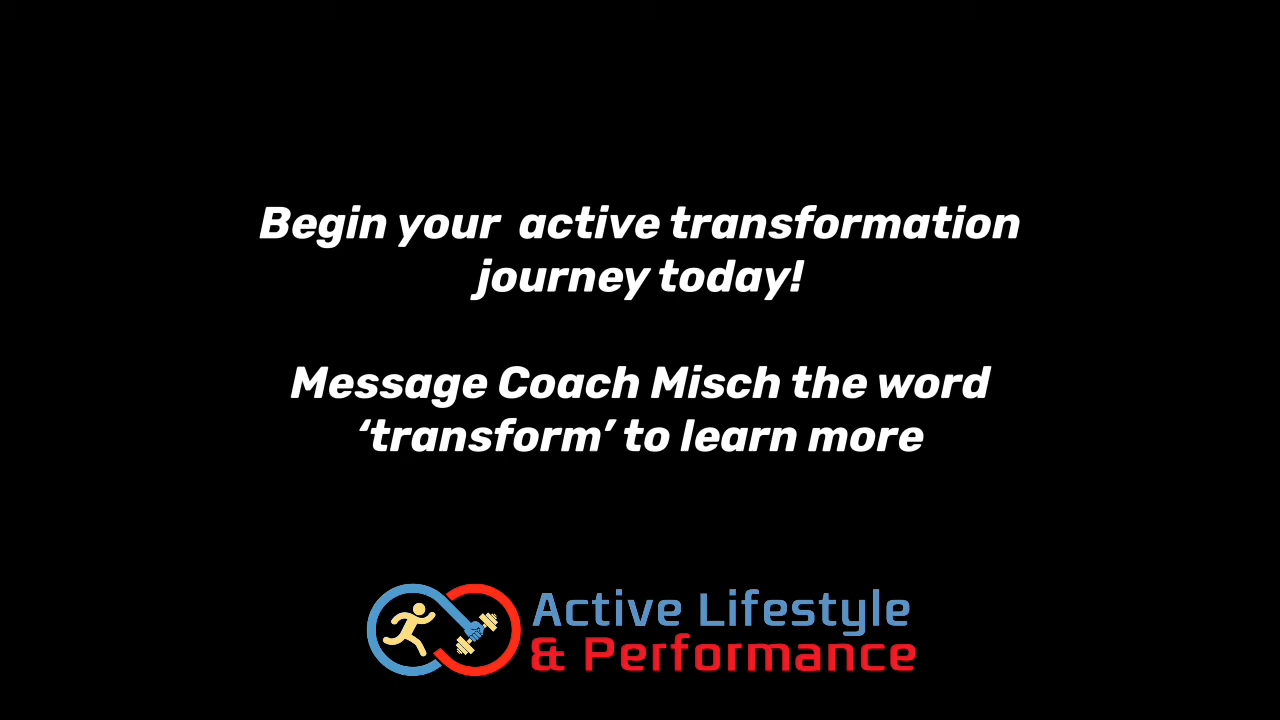 Begin your  active transformation
journey today!
Message Coach Misch the word
‘transform’ to learn more
Active Lifestyle
& Performance